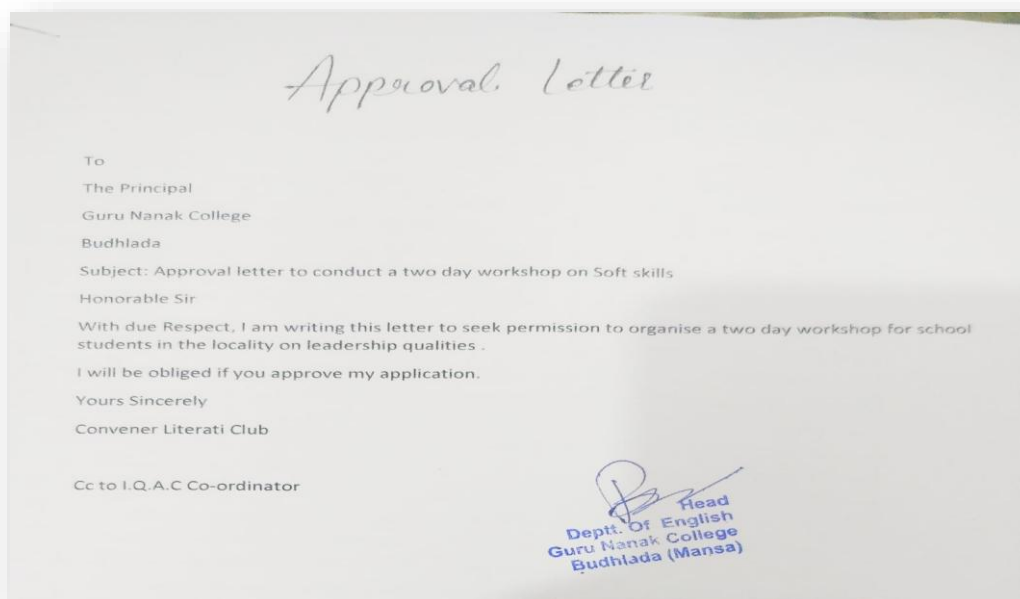 Approval Letter
To
The Principal
Guru Nanak College
Budhlada
Subject: Approval letter to conduct a two day workshop on Soft skills
Honorable Sir
With due Respect, I am writing this letter to seek permission to organise a two day workshop for school
students in the locality on leadership qualities .
I will be obliged if you approve my application.
Yours Sincerely
Convener Literati Club
Cc to I.Q.A.C Co-ordinator
Head
Deptt. Of English
Guru Nanak College
Budhlada (Mansa)